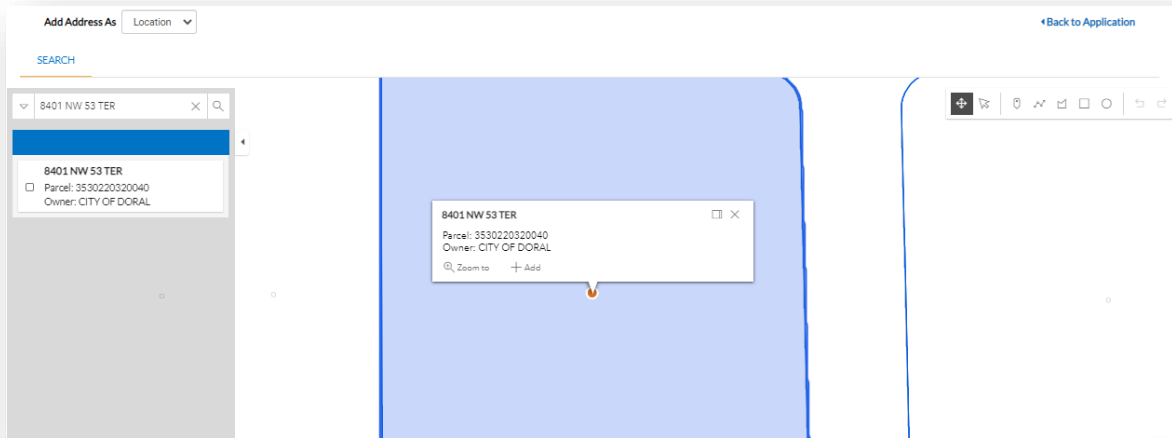 Add Address As Location
Back to Application
SEARCH
8401 NW 53 TER
8401 NW 53 TER
Parcel: 3530220320040
Owner: CITY OF DORAL
8401 NW 53 TER
Parcel: 3530220320040
Owner: CITY OF DORAL
Zoom to Add